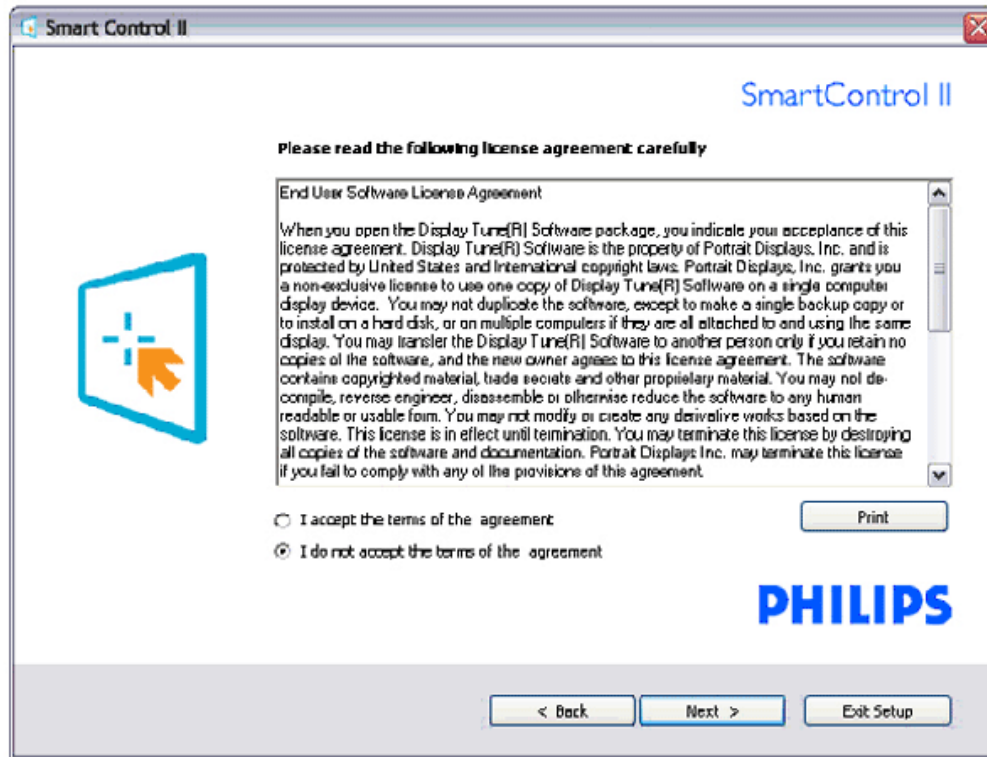 Smart Control II
SmartControl II
Please read the following license agreement carefully
End User Software License Agreement
When you open the Display Tune(R) Software package, you indicate your acceptance of this
license agreement. Display Tune(R) Software is the property of Portrait Displays, Inc. and is
protected by United States and International copyright laws. Portrait Displays, Inc. grants you
a non-exclusive license to use one copy of Display Tune(R) Software on a single computer
display device. You may not duplicate the software, except to make a single backup copy or
to install on a hard disk, or on multiple computers if they are all attached to and using the same
display. You may transfer the Display Tune(R) Software to another person only if you retain no
copies of the software, and the new owner agrees to this license agreement. The software
contains copyrighted material, trade secrets and other proprietary material. You may not de-
compile, reverse engineer, disassemble or otherwise reduce the software to any human
readable or usable form. You may not modify or create any derivative works based on the
software. This license is in effect until termination. You may terminate this license by destroying
all copies of the software and documentation. Portrait Displays Inc. may terminate this license
if you fail to comply with any of the provisions of this agreement.
I accept the terms of the agreement
Print
I do not accept the terms of the agreement
PHILIPS
< Back
Next >
Exit Setup